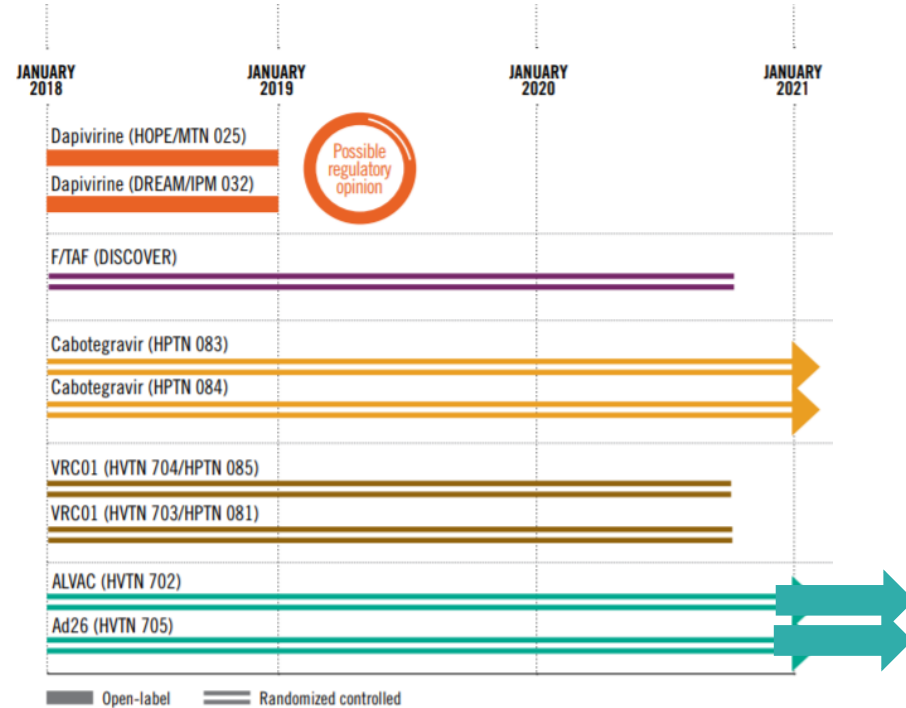 JANUARY
2018
JANUARY
2019
JANUARY
2020
JANUARY
2021
Dapivirine (HOPE/MTN 025)
Dapivirine (DREAM/IPM 032)
Possible
regulatory
opinion
F/TAF (DISCOVER)
Cabotegravir (HPTN 083)
Cabotegravir (HPTN 084)
VRC01 (HVTN 704/HPTN 085)
VRC01 (HVTN 703/HPTN 081)
ALVAC (HVTN 702)
Ad26 (HVTN 705)
Open-label Randomized controlled